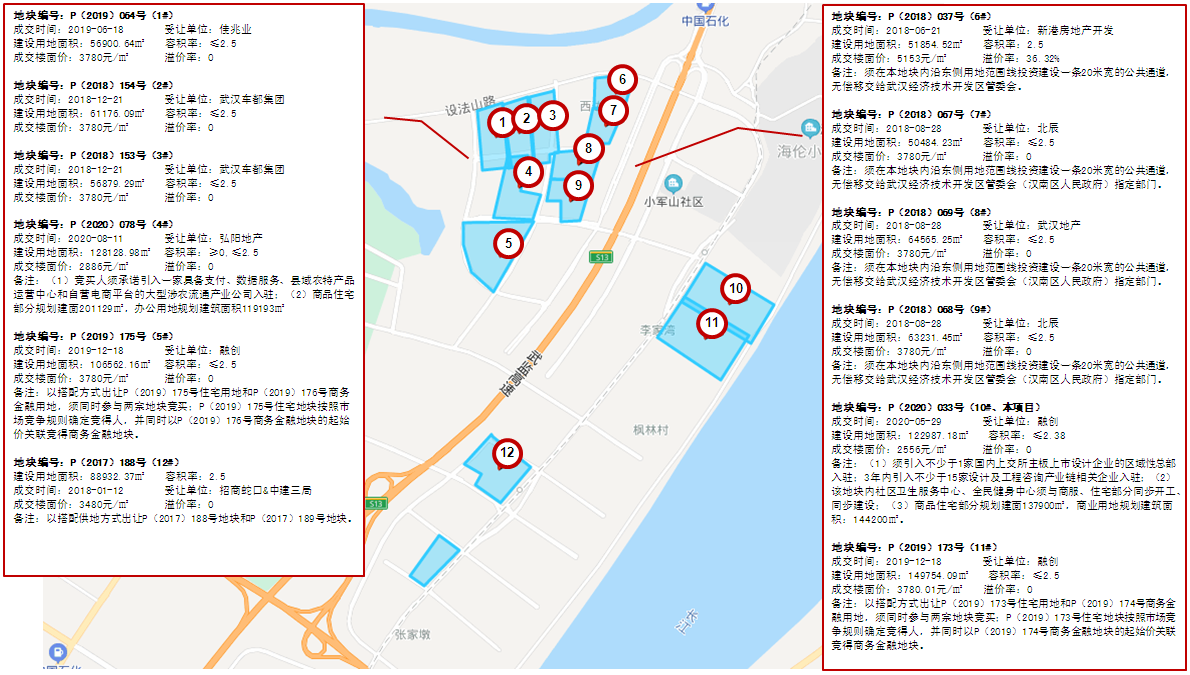 地块编号：P（2019）064号（1#）
成交时间：2019-06-18 受让单位：佳兆业
建设用地面积：56900.64㎡ 容积率：≤2.5
成交楼面价：3780元/㎡ 溢价率：0
地块编号：P（2018）154号（2#）
成交时间：2018-12-21 受让单位：武汉车都集团
建设用地面积：61176.09㎡ 容积率：≤2.5
成交楼面价：3780元/㎡ 溢价率：0
地块编号：P（2018）153号（3#）
成交时间：2018-12-21 受让单位：武汉车都集团
建设用地面积：56879.29㎡ 容积率：≤2.5
成交楼面价：3780元/㎡ 溢价率：0
地块编号：P（2020）078号（4#）
成交时间：2020-08-11 受让单位：弘阳地产
建设用地面积：128128.98㎡ 容积率：≥0,≤2.5
成交楼面价：2886元/㎡ 溢价率：0
备注：（1）竞买人须承诺引入一家具备支付、数据服务、县域农特产品
运营中心和自营电商平台的大型涉农流通产业公司入驻；（2）商品住宅
部分规划建面201129㎡，办公用地规划建筑面积119193㎡
地块编号：P（2019）175号（5#）
成交时间：2019-12-18 受让单位：融创
建设用地面积：106562.16㎡ 容积率：≤2.5
成交楼面价：3780元/㎡ 溢价率：0
备注：以搭配方式出让P（2019）175号住宅用地和P（2019）176号商务
金融用地，须同时参与两宗地块竞买；P（2019）175号住宅地块按照市
场竞争规则确定竞得人，并同时以P（2019）176号商务金融地块的起始
价关联竞得商务金融地块。
地块编号：P（2017）188号（12#）
建设用地面积：88932.37㎡ 容积率：2.5
成交时间：2018-01-12 受让单位：招商蛇口&中建三局
成交楼面价：3480元/㎡ 溢价率：0
备注：以搭配供地方式出让P（2017）188号地块和P（2017）189号地块。
中国石化
设法山路
西
1
2
3
4
5
6
7
8
9
10
11
12
海伦小
小军山社区
S13
李家湾
武监高速
枫林村
S13
张家墩
长江
国石化
地块编号：P（2018）037号（6#）
成交时间：2018-06-21 受让单位：新港房地产开发
建设用地面积：51854.52㎡ 容积率：2.5
成交楼面价：5153元/㎡ 溢价率：36.32%
备注：须在本地块内沿东侧用地范围线投资建设一条20米宽的公共通道，
无偿移交给武汉经济技术开发区管委会。
地块编号：P（2018）067号（7#）
成交时间：2018-08-28 受让单位：北辰
建设用地面积：50484.23㎡ 容积率：≤2.5
成交楼面价：3780元/㎡ 溢价率：0
备注：须在本地块内沿东侧用地范围线投资建设一条20米宽的公共通道，
无偿移交给武汉经济技术开发区管委会（汉南区人民政府）指定部门。
地块编号：P（2018）069号（8#）
成交时间：2018-08-28 受让单位：武汉地产
建设用地面积：64565.25㎡ 容积率：≤2.5
成交楼面价：3780元/㎡ 溢价率：0
备注：须在本地块内沿东侧用地范围线投资建设一条20米宽的公共通道，
无偿移交给武汉经济技术开发区管委会（汉南区人民政府）指定部门。
地块编号：P（2018）068号（9#）
成交时间：2018-08-28 受让单位：北辰
建设用地面积：63231.45㎡ 容积率：≤2.5
成交楼面价：3780元/㎡ 溢价率：0
备注：须在本地块内沿东侧用地范围线投资建设一条20米宽的公共通道，
无偿移交给武汉经济技术开发区管委会（汉南区人民政府）指定部门。
地块编号：P（2020）033号（10#、本项目）
成交时间：2020-05-29 受让单位：融创
建设用地面积：122987.18㎡ 容积率：≤2.38
成交楼面价：2556元/㎡ 溢价率：0
备注：（1）须引入不少于1家国内上交所主板上市设计企业的区域性总部
入驻；3年内引入不少于15家设计及工程咨询产业链相关企业入驻；（2）
该地块内社区卫生服务中心、全民健身中心须与商服、住宅部分同步开工、
同步建设；（3）商品住宅部分规划建面137900㎡，商业用地规划建筑面
积：144200㎡。
地块编号：P（2019）173号（11#）
成交时间：2019-12-18 受让单位：融创
建设用地面积：149754.09㎡ 容积率：≤2.5
成交楼面价：3780.01元/㎡ 溢价率：0
备注：以搭配方式出让P（2019）173号住宅用地和P（2019）174号商务金
融用地，须同时参与两宗地块竞买；P（2019）173号住宅地块按照市场竞
争规则确定竞得人，并同时以P（2019）174号商务金融地块的起始价关联
竞得商务金融地块。